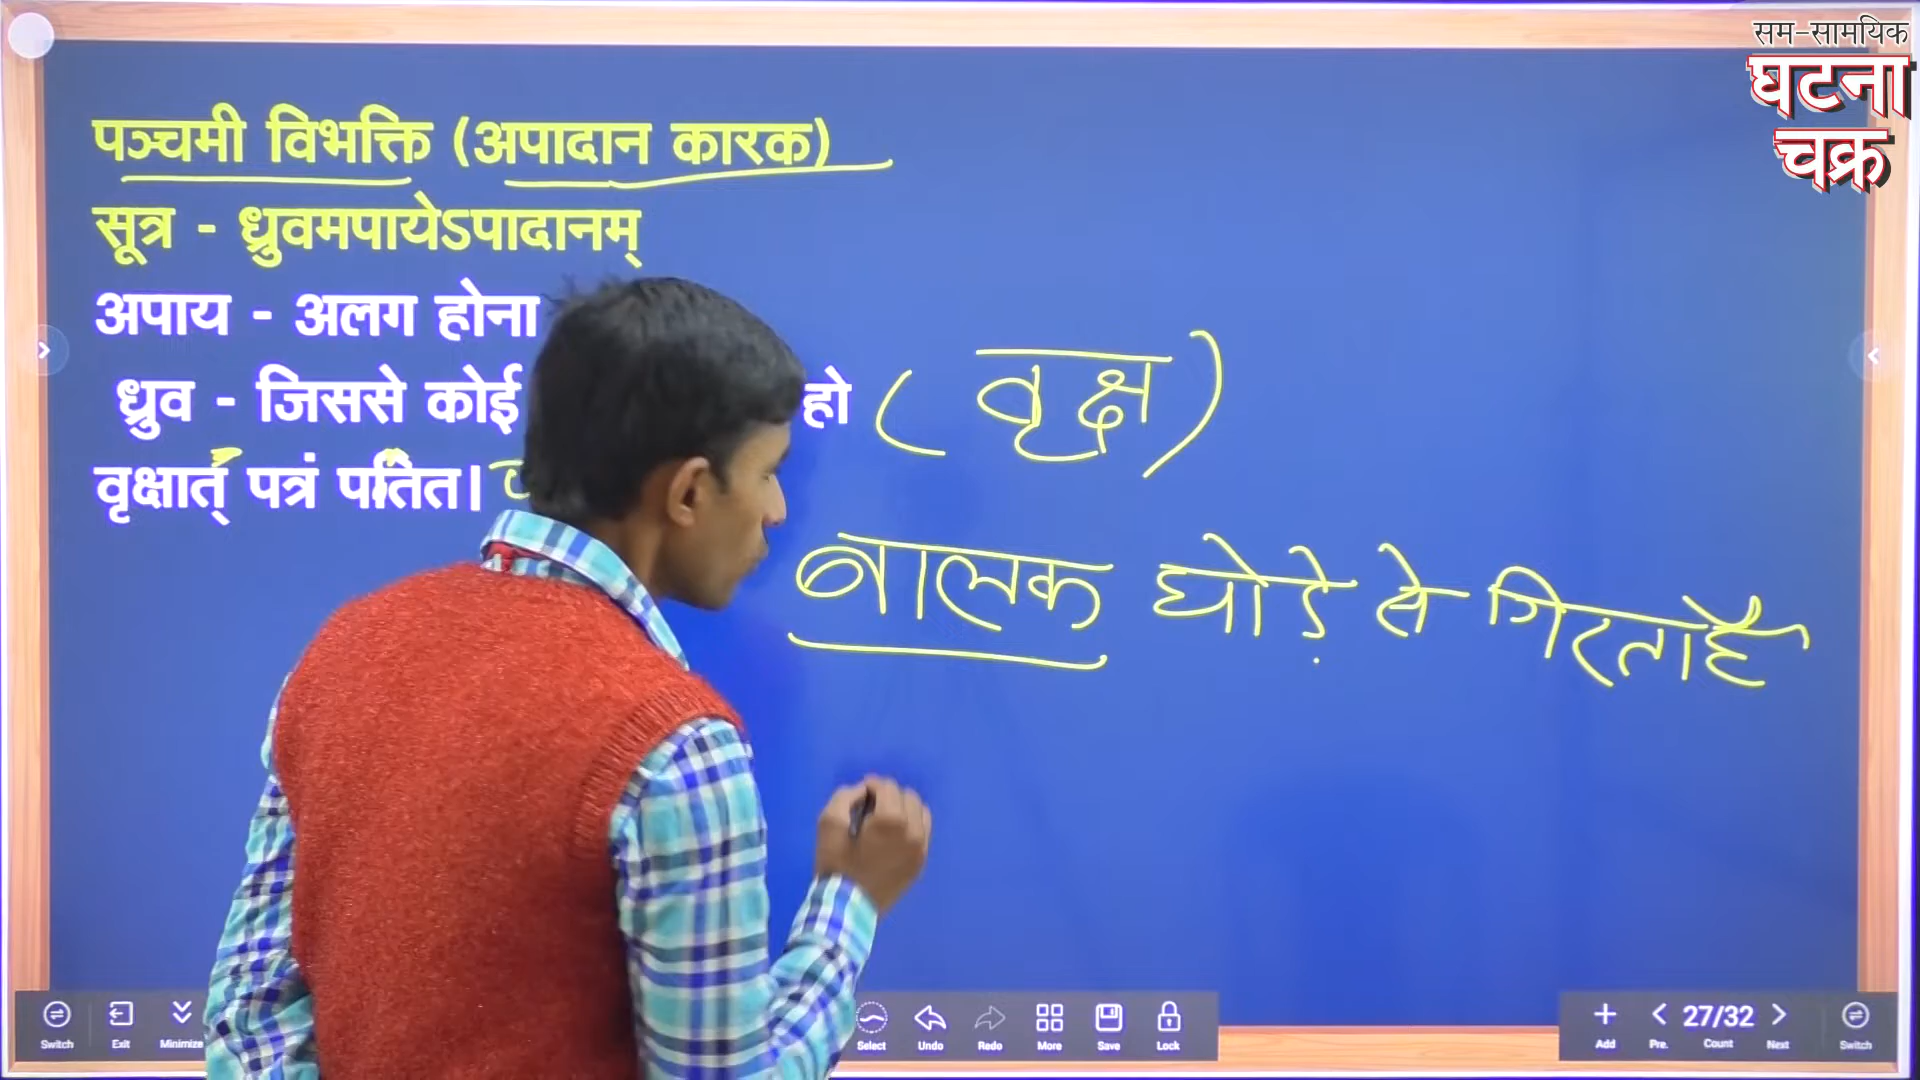 सम-सामयिक
घटना
चक्र
पञ्चमी विभक्ति (अपादान कारक)
सूत्र - ध्रुवमपायेऽपादानम्
अपाय - अलग होना
ध्रुव - जिससे कोई हो (वृक्ष)
वृक्षात् पत्रं पतति।
बालक घोड़े से गिरता है
Switch Exit Minimize Select Undo Redo More Save Lock
Add Pre. 27/32 Count Next Switch